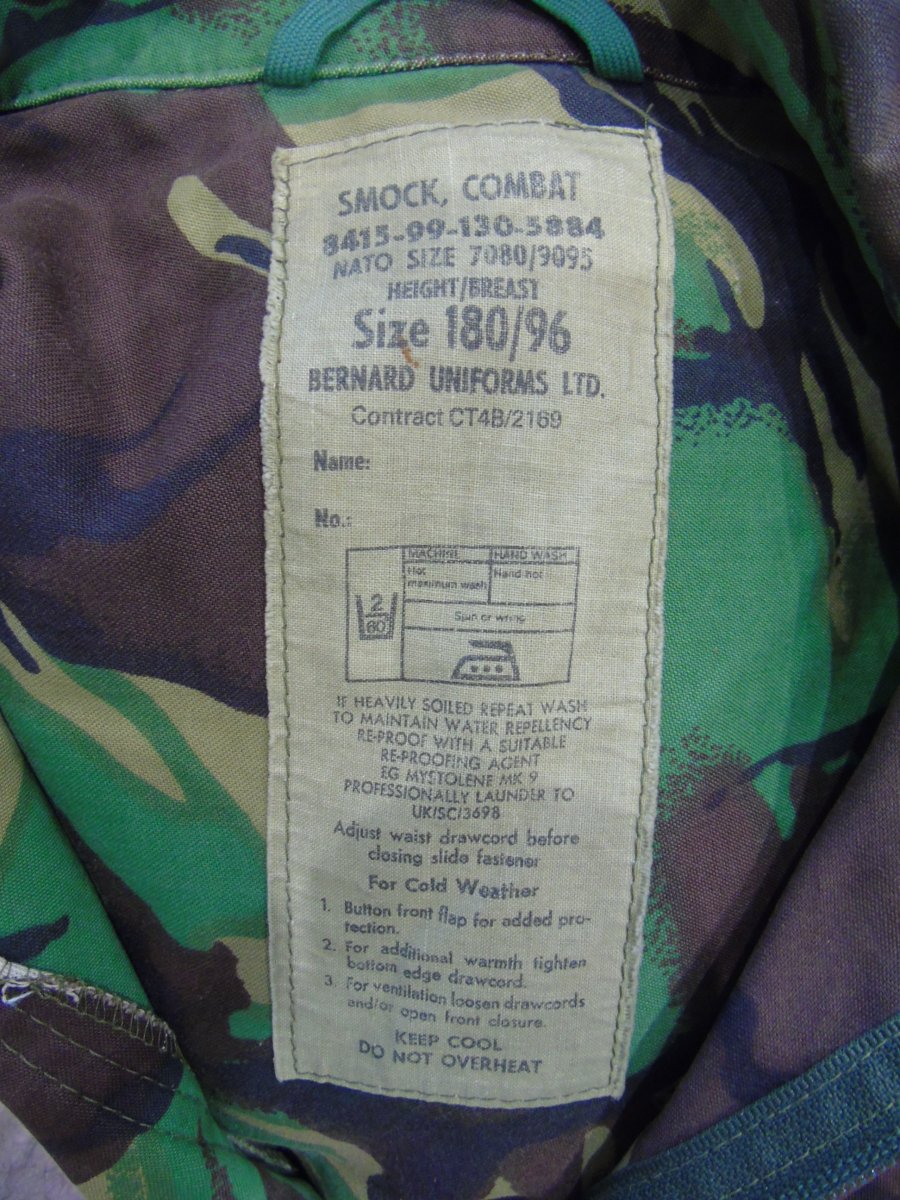 SMOCK, COMBAT
8415-99-130-5884
NATO SIZE 7080/9095
HEIGHT/BREAST
Size 180/96
BERNARD UNIFORMS LTD.
Contract CT4B/2169
Name:
No.:
MACHINE HAND WASH
Hot Hand-hot
maximum wash
2
60°
Spin or wring
IF HEAVILY SOILED REPEAT WASH
TO MAINTAIN WATER REPELLENCY
RE-PROOF WITH A SUITABLE
RE-PROOFING AGENT
EG MYSTOLENE MK 9
PROFESSIONALLY LAUNDER TO
UK/SC/3698
Adjust waist drawcord before
closing slide fastener
For Cold Weather
1. Button front flap for added pro-
tection.
2. For additional warmth tighten
bottom edge drawcord.
3. For ventilation loosen drawcords
and/or open front closure.
KEEP COOL
DO NOT OVERHEAT